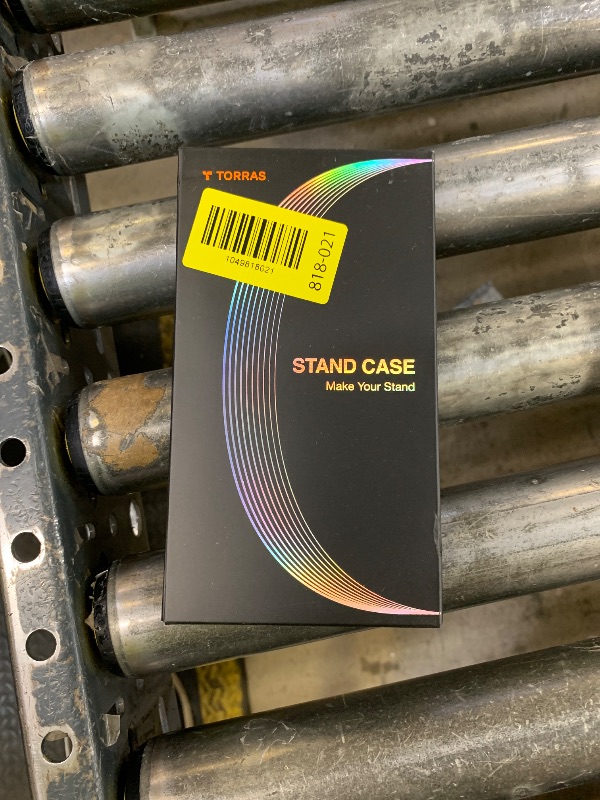 TORRAS
1049818021
818-021
STAND CASE
Make Your Stand